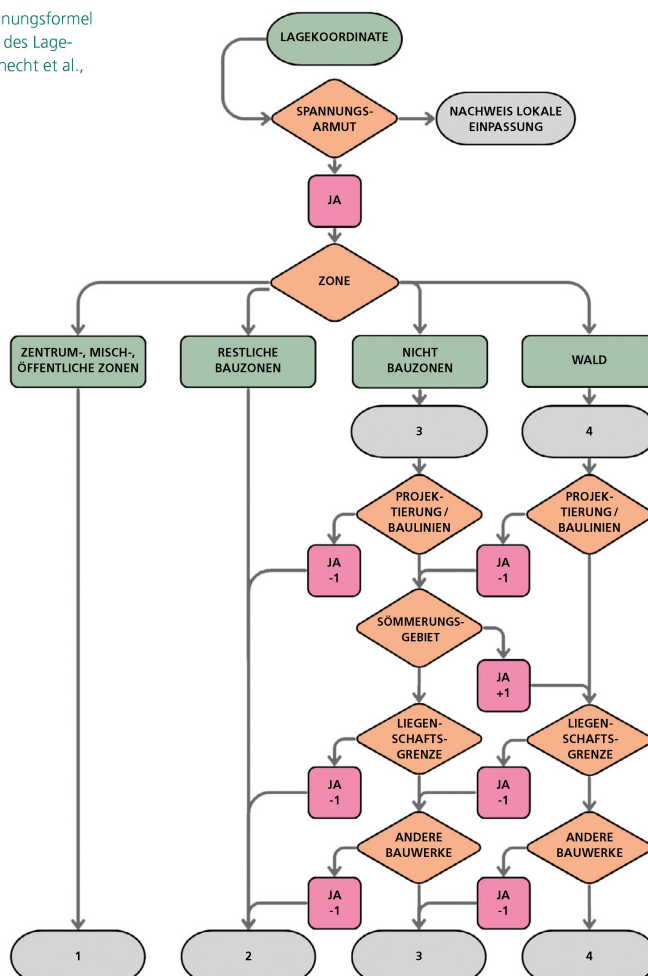 nungsformel
des Lage-
necht et al.,
LAGEKOORDINATE
SPANNUNGS-
ARMUT
NACHWEIS LOKALE
EINPASSUNG
JA
ZONE
ZENTRUM-, MISCH-,
ÖFFENTLICHE ZONEN
RESTLICHE
BAUZONEN
NICHT
BAUZONEN
WALD
3
4
PROJEK-
TIERUNG /
BAULINIEN
PROJEK-
TIERUNG /
BAULINIEN
JA
-1
JA
-1
SÖMMERUNGS-
GEBIET
JA
+1
LIEGEN-
SCHAFTS-
GRENZE
LIEGEN-
SCHAFTS-
GRENZE
JA
-1
JA
-1
ANDERE
BAUWERKE
ANDERE
BAUWERKE
JA
-1
JA
-1
1
2
3
4